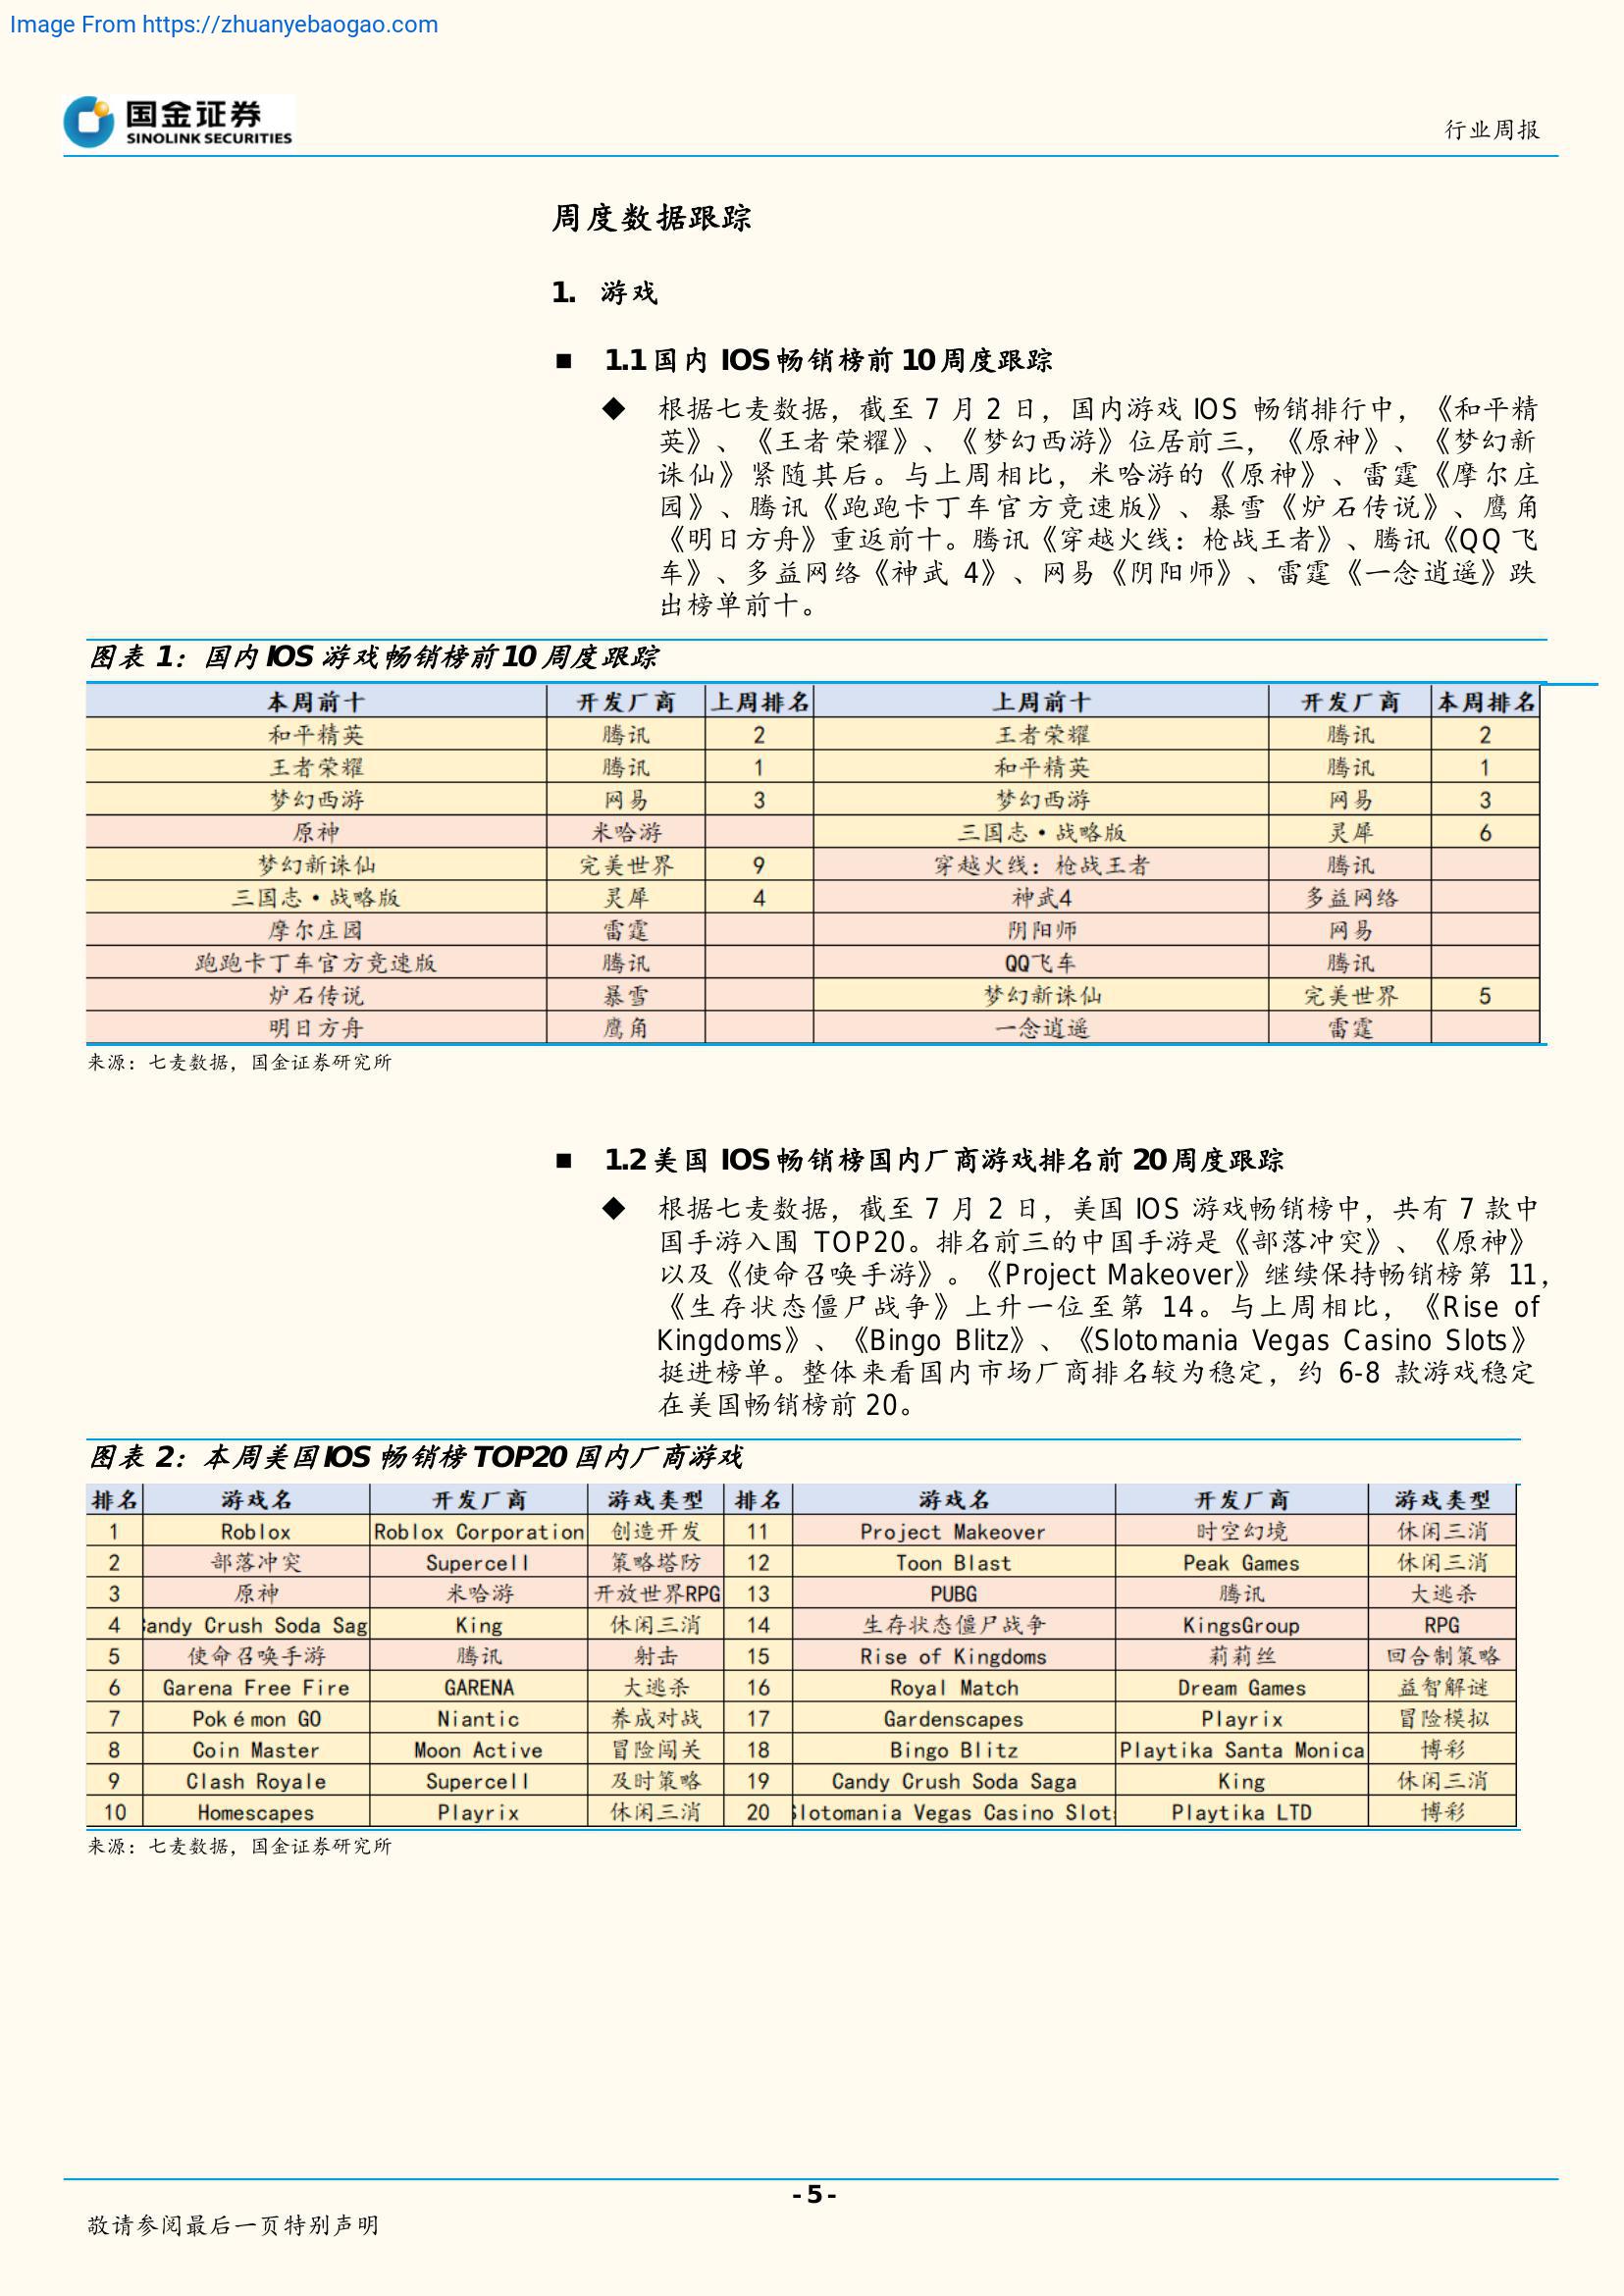 Image From https://zhuanyebaogao.com
国金证券
SINOLINK SECURITIES
行业周报
周度数据跟踪
1. 游戏
■ 1.1国内 IOS畅销榜前10周度跟踪
◆ 根据七麦数据，截至 7 月 2 日，国内游戏 IOS 畅销排行中，《和平精
英》、《王者荣耀》、《梦幻西游》位居前三，《原神》、《梦幻新
诛仙》紧随其后。与上周相比，米哈游的《原神》、雷霆《摩尔庄
园》、腾讯《跑跑卡丁车官方竞速版》、暴雪《炉石传说》、鹰角
《明日方舟》重返前十。腾讯《穿越火线：枪战王者》、腾讯《QQ 飞
车》、多益网络《神武 4》、网易《阴阳师》、雷霆《一念逍遥》跌
出榜单前十。
图表 1：国内IOS 游戏畅销榜前10 周度跟踪
本周前十 开发厂商 上周排名 上周前十 开发厂商 本周排名
和平精英 腾讯 2 王者荣耀 腾讯 2
王者荣耀 腾讯 1 和平精英 腾讯 1
梦幻西游 网易 3 梦幻西游 网易 3
原神 米哈游 三国志·战略版 灵犀 6
梦幻新诛仙 完美世界 9 穿越火线：枪战王者 腾讯
三国志·战略版 灵犀 4 神武4 多益网络
摩尔庄园 雷霆 阴阳师 网易
跑跑卡丁车官方竞速版 腾讯 QQ飞车 腾讯
炉石传说 暴雪 梦幻新诛仙 完美世界 5
明日方舟 鹰角 一念逍遥 雷霆
来源：七麦数据，国金证券研究所
■ 1.2美国 IOS畅销榜国内厂商游戏排名前 20周度跟踪
◆ 根据七麦数据，截至 7 月 2 日，美国 IOS 游戏畅销榜中，共有 7 款中
国手游入围 TOP20。排名前三的中国手游是《部落冲突》、《原神》
以及《使命召唤手游》。《Project Makeover》继续保持畅销榜第 11，
《生存状态僵尸战争》上升一位至第 14。与上周相比，《Rise of
Kingdoms》、《Bingo Blitz》、《Slotomania Vegas Casino Slots》
挺进榜单。整体来看国内市场厂商排名较为稳定，约 6-8 款游戏稳定
在美国畅销榜前 20。
图表 2：本周美国IOS 畅销榜 TOP20 国内厂商游戏
排名 游戏名 开发厂商 游戏类型 排名 游戏名 开发厂商 游戏类型
1 Roblox Roblox Corporation 创造开发 11 Project Makeover 时空幻境 休闲三消
2 部落冲突 Supercell 策略塔防 12 Toon Blast Peak Games 休闲三消
3 原神 米哈游 开放世界RPG 13 PUBG 腾讯 大逃杀
4 Candy Crush Soda Sag King 休闲三消 14 生存状态僵尸战争 KingsGroup RPG
5 使命召唤手游 腾讯 射击 15 Rise of Kingdoms 莉莉丝 回合制策略
6 Garena Free Fire GARENA 大逃杀 16 Royal Match Dream Games 益智解谜
7 Pokémon GO Niantic 养成对战 17 Gardenscapes Playrix 冒险模拟
8 Coin Master Moon Active 冒险闯关 18 Bingo Blitz Playtika Santa Monica 博彩
9 Clash Royale Supercell 及时策略 19 Candy Crush Soda Saga King 休闲三消
10 Homescapes Playrix 休闲三消 20 Slotomania Vegas Casino Slots Playtika LTD 博彩
来源：七麦数据，国金证券研究所
- 5 -
敬请参阅最后一页特别声明